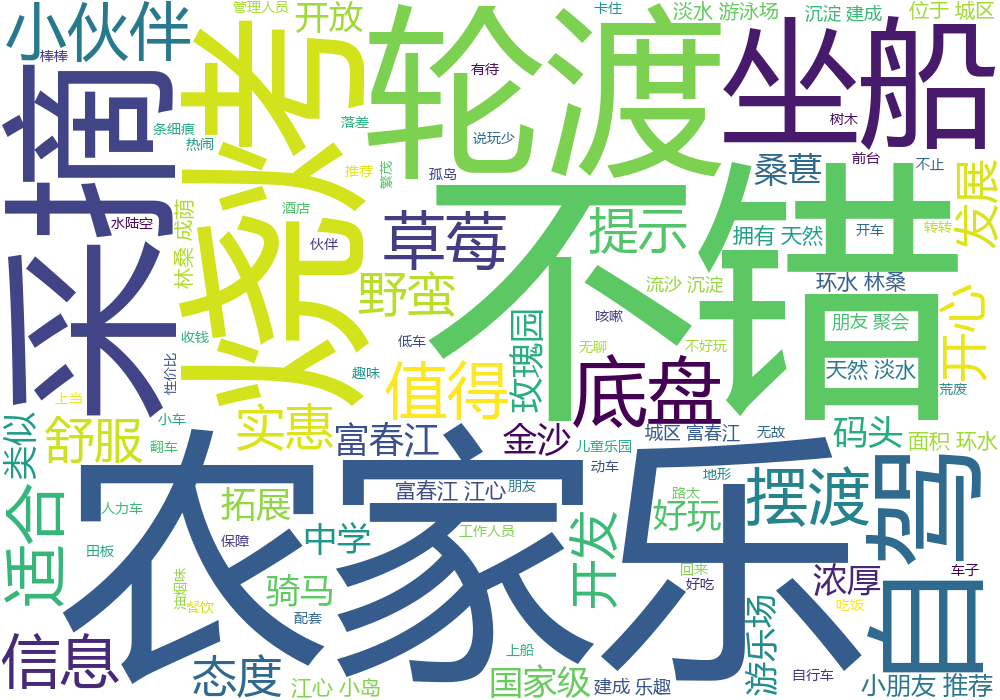 小伙伴
管理人员
开放
轮渡
卡住
淡水 游泳场
沉淀 建成
位于 城区
棒棒
采摘
烧烤
坐船
有待
条细痕
热闹
落差
说玩少
树木
推荐
繁茂
孤岛
桑葚
前台
不止
发展
水陆空
林桑 成荫
酒店
伙伴
草莓
不错
提示
拥有 天然
开车
转转
野蛮
流沙 沉淀
环水 林桑
收钱
低车
玫瑰园
咳嗽
朋友 聚会
开心
性价比
趣味
无聊
不好玩
上当
值得
底盘
天然 淡水
荒废
类似
舒服
小车
实惠
富春江
金沙
儿童乐园
城区 富春江
无故
码头
面积 环水
翻车
农家乐
动车
地形
自驾
适合
人力车
拓展
富春江 江心
朋友
路太
摆渡
田板
保障
中学
工作人员
开发
好玩
回来
好吃
浓厚
车子
骑马
油烟味
餐饮
配套
游乐场
吃饭
信息
态度
江心 小岛
上船
国家级
建成 乐趣
自行车
小朋友 推荐